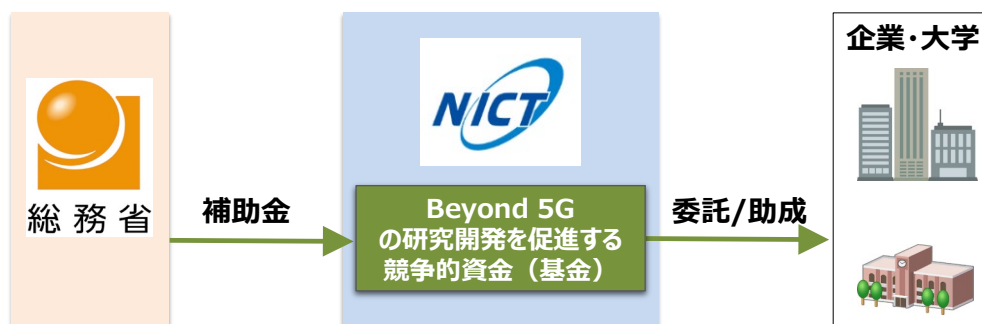 総務省
補助金
NICT
Beyond 5G
の研究開発を促進する
競争的資金（基金）
委託/助成
企業・大学